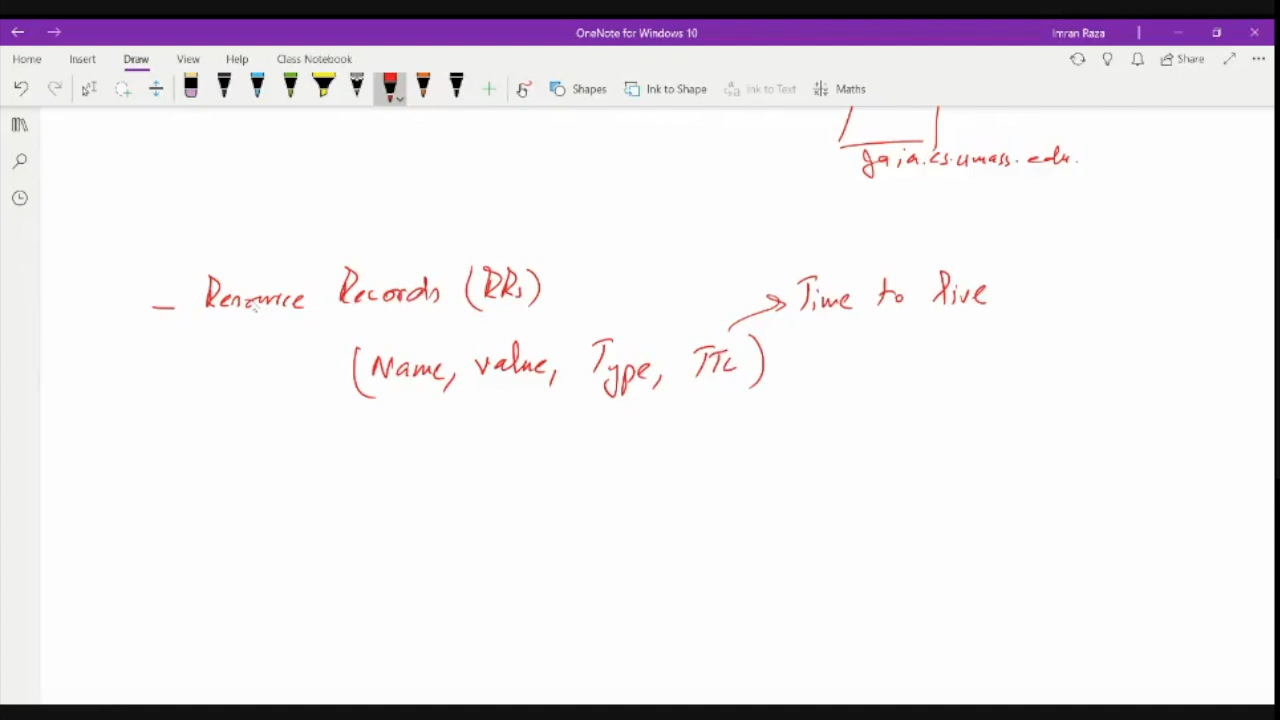 OneNote for Windows 10
Imran Raza
Home Insert Draw View Help Class Notebook
Share
Shapes Ink to Shape Ink to Text Maths
gaia.cs.umass.edu.
- Resource Records (RRs)
Time to live
(Name, value, Type, TTL)